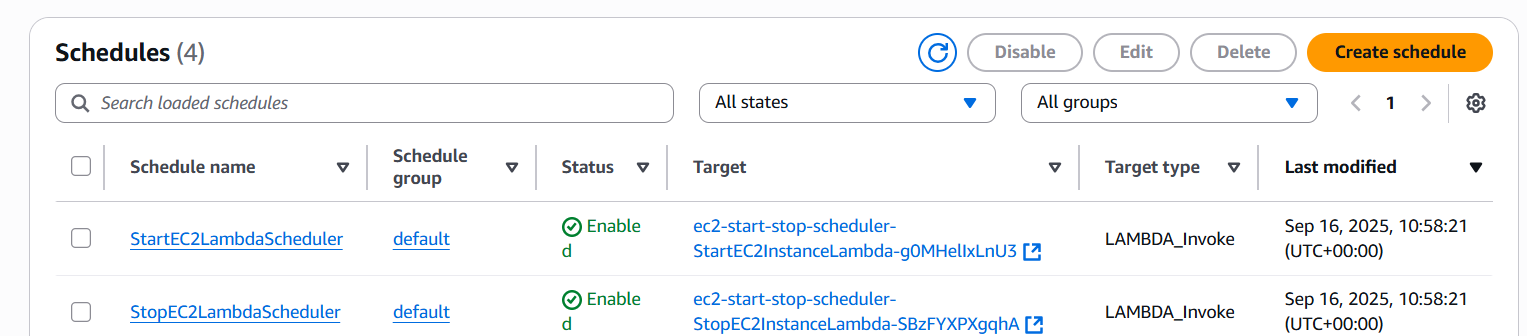 Schedules (4)
Disable
Edit
Delete
Create schedule
Search loaded schedules
All states
All groups
1
Schedule name
Schedule
group
Status
Target
Target type
Last modified
StartEC2LambdaScheduler
default
Enable
d
ec2-start-stop-scheduler-
StartEC2InstanceLambda-g0MHelIxLnU3
LAMBDA_Invoke
Sep 16, 2025, 10:58:21
(UTC+00:00)
StopEC2LambdaScheduler
default
Enable
d
ec2-start-stop-scheduler-
StopEC2InstanceLambda-SBzFYXPXgqhA
LAMBDA_Invoke
Sep 16, 2025, 10:58:21
(UTC+00:00)